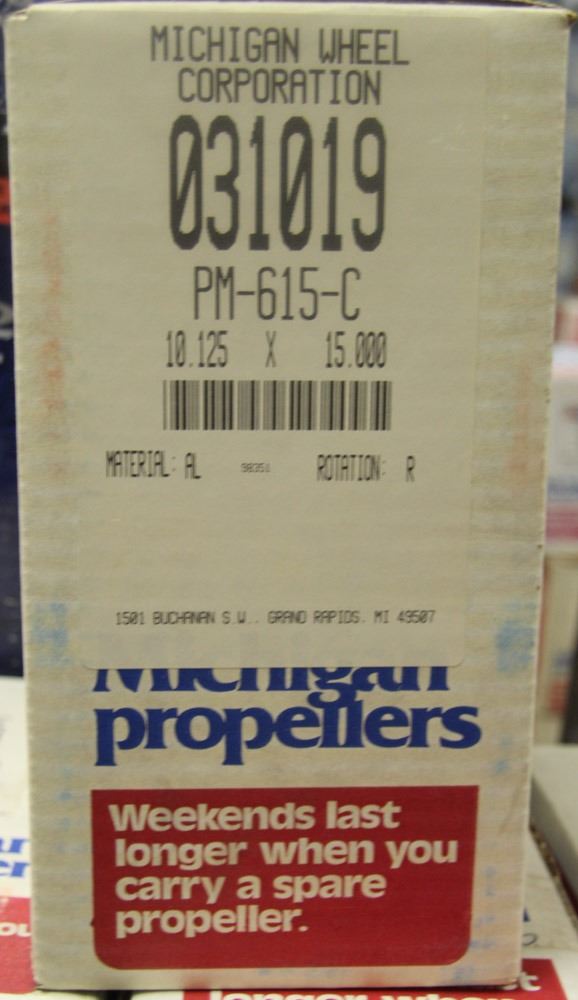 MICHIGAN WHEEL
CORPORATION
031019
PM-615-C
10.125 X 15.000
MATERIAL: AL 98351 ROTATION: R
1501 BUCHANAN S.W.. GRAND RAPIDS. MI 49507
Michigan
propellers
Weekends last
longer when you
carry a spare
propeller.